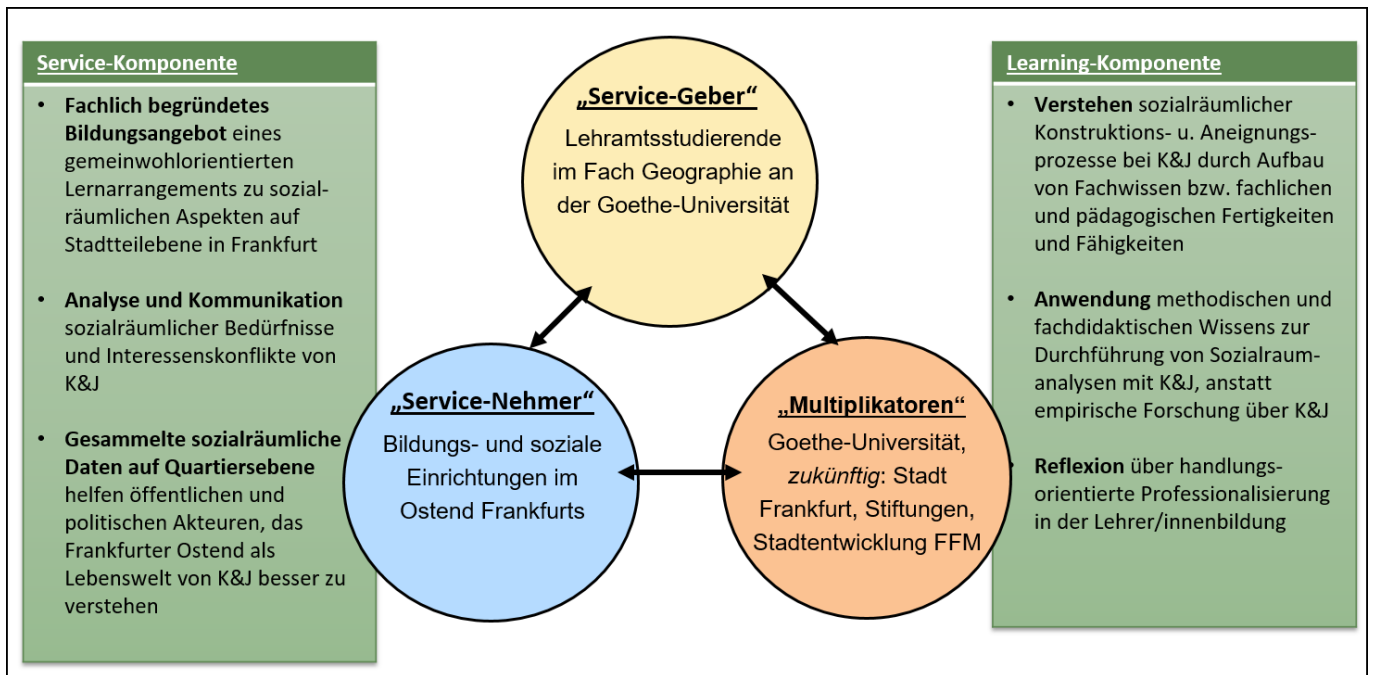 Service-Komponente
• Fachlich begründetes
Bildungsangebot eines
gemeinwohlorientierten
Lernarrangements zu sozial-
räumlichen Aspekten auf
Stadtteilebene in Frankfurt
• Analyse und Kommunikation
sozialräumlicher Bedürfnisse
und Interessenskonflikte von
K&J
• Gesammelte sozialräumliche
Daten auf Quartiersebene
helfen öffentlichen und
politischen Akteuren, das
Frankfurter Ostend als
Lebenswelt von K&J besser zu
verstehen
„Service-Geber“
Lehramtsstudierende
im Fach Geographie an
der Goethe-Universität
„Service-Nehmer“
Bildungs- und soziale
Einrichtungen im
Ostend Frankfurts
„Multiplikatoren“
Goethe-Universität,
zukünftig: Stadt
Frankfurt, Stiftungen,
Stadtentwicklung FFM
Learning-Komponente
• Verstehen sozialräumlicher
Konstruktions- u. Aneignungs-
prozesse bei K&J durch Aufbau
von Fachwissen bzw. fachlichen
und pädagogischen Fertigkeiten
und Fähigkeiten
• Anwendung methodischen und
fachdidaktischen Wissens zur
Durchführung von Sozialraum-
analysen mit K&J, anstatt
empirische Forschung über K&J
• Reflexion über handlungs-
orientierte Professionalisierung
in der Lehrer/innenbildung